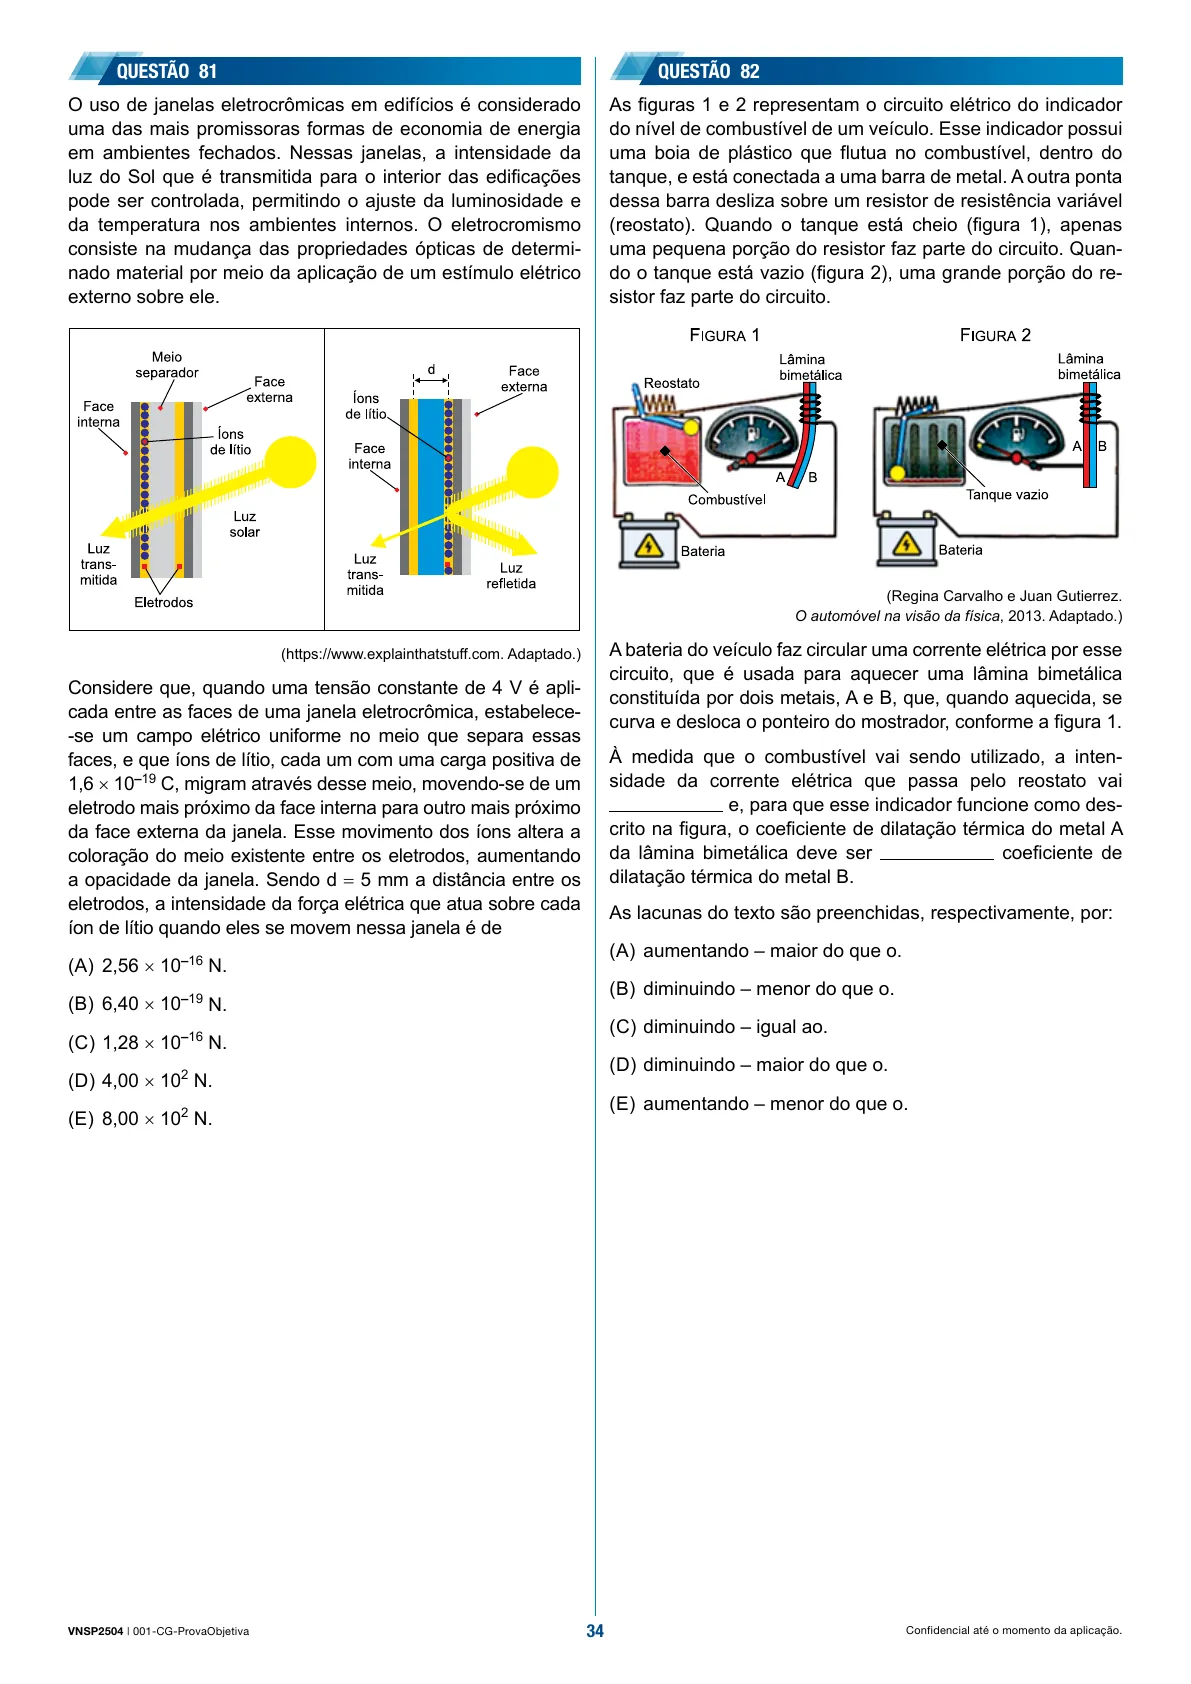 QUESTÃO 81
O uso de janelas eletrocrômicas em edifícios é considerado
uma das mais promissoras formas de economia de energia
em ambientes fechados. Nessas janelas, a intensidade da
luz do Sol que é transmitida para o interior das edificações
pode ser controlada, permitindo o ajuste da luminosidade e
da temperatura nos ambientes internos. O eletrocromismo
consiste na mudança das propriedades ópticas de determi-
nado material por meio da aplicação de um estímulo elétrico
externo sobre ele.
Meio
separador
Face
externa
Face
interna
Íons
de lítio
Luz
solar
Luz
trans-
mitida
Eletrodos
d
Face
externa
Íons
de lítio
Face
interna
Luz
trans-
mitida
Luz
refletida
(https://www.explainthatstuff.com. Adaptado.)
Considere que, quando uma tensão constante de 4 V é apli-
cada entre as faces de uma janela eletrocrômica, estabelece-
-se um campo elétrico uniforme no meio que separa essas
faces, e que íons de lítio, cada um com uma carga positiva de
1,6 × 10–19 C, migram através desse meio, movendo-se de um
eletrodo mais próximo da face interna para outro mais próximo
da face externa da janela. Esse movimento dos íons altera a
coloração do meio existente entre os eletrodos, aumentando
a opacidade da janela. Sendo d = 5 mm a distância entre os
eletrodos, a intensidade da força elétrica que atua sobre cada
íon de lítio quando eles se movem nessa janela é de
(A) 2,56 × 10–16 N.
(B) 6,40 × 10–19 N.
(C) 1,28 × 10–16 N.
(D) 4,00 × 102 N.
(E) 8,00 × 102 N.
QUESTÃO 82
As figuras 1 e 2 representam o circuito elétrico do indicador
do nível de combustível de um veículo. Esse indicador possui
uma boia de plástico que flutua no combustível, dentro do
tanque, e está conectada a uma barra de metal. A outra ponta
dessa barra desliza sobre um resistor de resistência variável
(reostato). Quando o tanque está cheio (figura 1), apenas
uma pequena porção do resistor faz parte do circuito. Quan-
do o tanque está vazio (figura 2), uma grande porção do re-
sistor faz parte do circuito.
FIGURA 1
Lâmina
bimetálica
Reostato
A B
Combustível
Bateria
FIGURA 2
Lâmina
bimetálica
A B
Tanque vazio
Bateria
(Regina Carvalho e Juan Gutierrez.
O automóvel na visão da física, 2013. Adaptado.)
A bateria do veículo faz circular uma corrente elétrica por esse
circuito, que é usada para aquecer uma lâmina bimetálica
constituída por dois metais, A e B, que, quando aquecida, se
curva e desloca o ponteiro do mostrador, conforme a figura 1.
À medida que o combustível vai sendo utilizado, a inten-
sidade da corrente elétrica que passa pelo reostato vai
___________ e, para que esse indicador funcione como des-
crito na figura, o coeficiente de dilatação térmica do metal A
da lâmina bimetálica deve ser ___________ coeficiente de
dilatação térmica do metal B.
As lacunas do texto são preenchidas, respectivamente, por:
(A) aumentando – maior do que o.
(B) diminuindo – menor do que o.
(C) diminuindo – igual ao.
(D) diminuindo – maior do que o.
(E) aumentando – menor do que o.
VNSP2504 | 001-CG-ProvaObjetiva
34
Confidencial até o momento da aplicação.